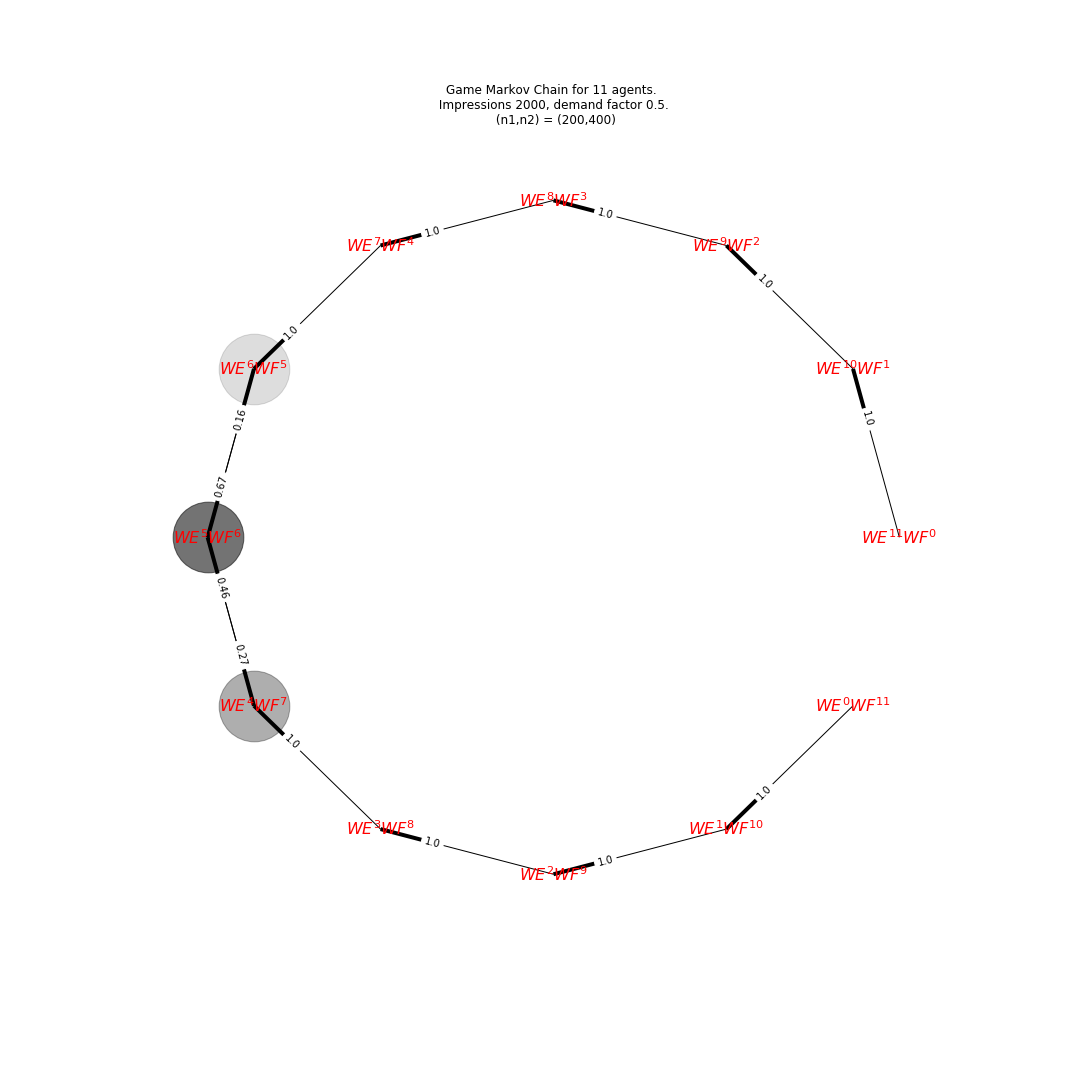 Game Markov Chain for 11 agents.
Impressions 2000, demand factor 0.5.
(n1,n2) = (200,400)
WE^8WF^3
1.0
1.0
WE^7WF^4
WE^9WF^2
1.0
1.0
WE^6WF^5
WE^10WF^1
0.16
1.0
0.67
WE^5WF^6
WE^11WF^0
0.46
0.27
WE^4WF^7
WE^0WF^11
1.0
1.0
WE^3WF^8
WE^1WF^10
1.0
1.0
WE^2WF^9